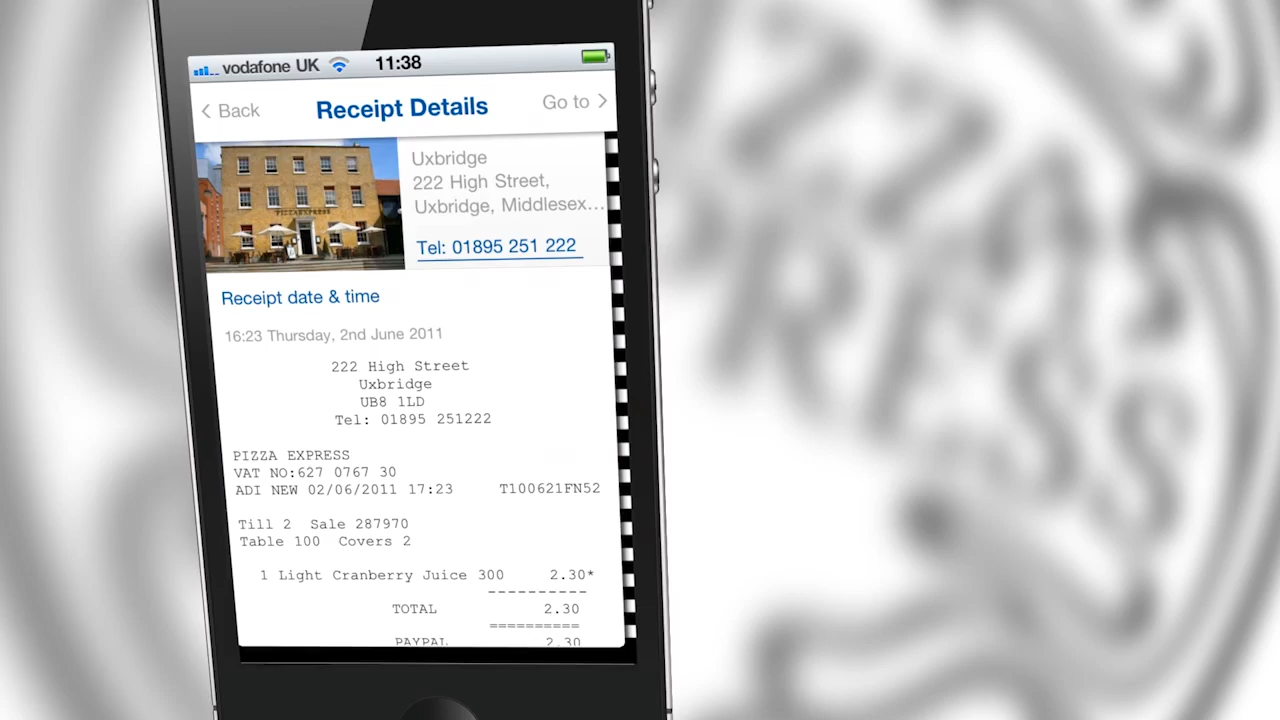 vodafone UK 11:38
Back Receipt Details Go to
Uxbridge
222 High Street,
Uxbridge, Middlesex...
Tel: 01895 251 222
PIZZAEXPRESS
Receipt date & time
16:23 Thursday, 2nd June 2011
222 High Street
Uxbridge
UB8 1LD
Tel: 01895 251222
PIZZA EXPRESS
VAT NO:627 0767 30
ADI NEW 02/06/2011 17:23 T100621FN52
Till 2 Sale 287970
Table 100 Covers 2
1 Light Cranberry Juice 300 2.30*
----------
TOTAL 2.30
==========
PAYPAL 2.30